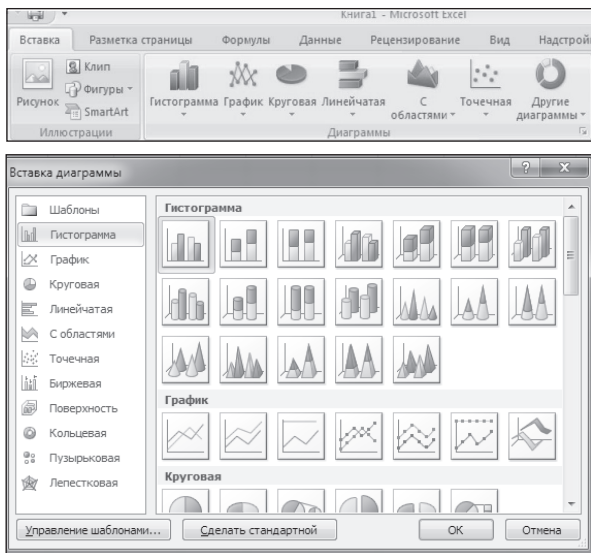 Книга1 - Microsoft Excel
Вставка Разметка страницы Формулы Данные Рецензирование Вид Надстрой
Рисунок
Клип
Фигуры
SmartArt
Гистограмма График Круговая Линейчатая С областями Точечная Другие диаграммы
Иллюстрации Диаграммы
Вставка диаграммы
Шаблоны
Гистограмма
График
Круговая
Линейчатая
С областями
Точечная
Биржевая
Поверхность
Кольцевая
Пузырьковая
Лепестковая
Гистограмма
График
Круговая
Управление шаблонами... Сделать стандартной ОК Отмена